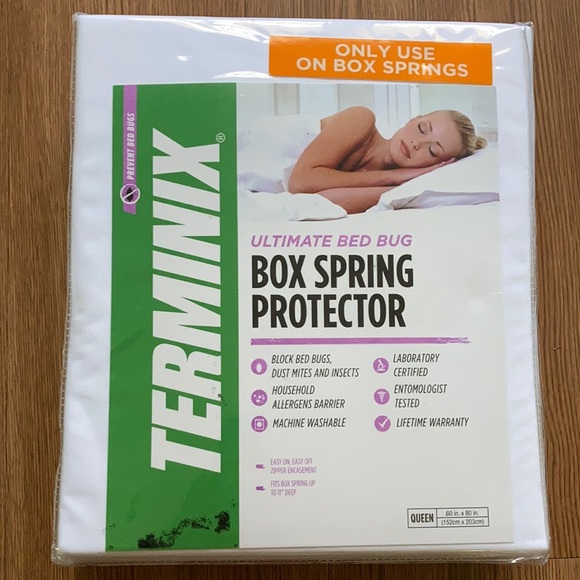 ONLY USE
ON BOX SPRINGS
PREVENT BED BUGS
TERMINIX®
ULTIMATE BED BUG
BOX SPRING
PROTECTOR
BLOCK BED BUGS,
DUST MITES AND INSECTS
HOUSEHOLD
ALLERGENS BARRIER
MACHINE WASHABLE
LABORATORY
CERTIFIED
ENTOMOLOGIST
TESTED
LIFETIME WARRANTY
EASY ON, EASY OFF
ZIPPER ENCASEMENT
FITS BOX SPRING UP
TO 11" DEEP
QUEEN
60 in. x 80 in.
(152cm x 203cm)